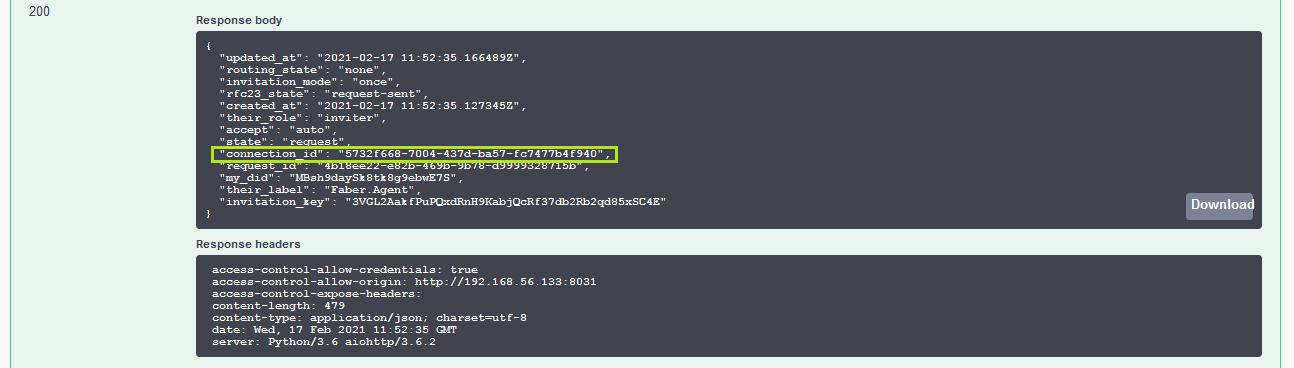 200
Response body
{
"updated_at": "2021-02-17 11:52:35.166489Z",
"routing_state": "none",
"invitation_mode": "once",
"rfc23_state": "request-sent",
"created_at": "2021-02-17 11:52:35.127345Z",
"their_role": "inviter",
"accept": "auto",
"state": "request",
"connection_id": "5732f668-7004-437d-ba57-fc7477b4f940",
"request_id": "4b18ee22-e82b-469b-9b78-d9999328715b",
"my_did": "MBsh9daySk8tk8g9ebwE7S",
"their_label": "Faber.Agent",
"invitation_key": "3VGL2AakfPuPQxdRnH9KabjQcRf37db2Rb2qd85xSC4E"
}
Download
Response headers
access-control-allow-credentials: true
access-control-allow-origin: http://192.168.56.133:8031
access-control-expose-headers:
content-length: 479
content-type: application/json; charset=utf-8
date: Wed, 17 Feb 2021 11:52:35 GMT
server: Python/3.6 aiohttp/3.6.2